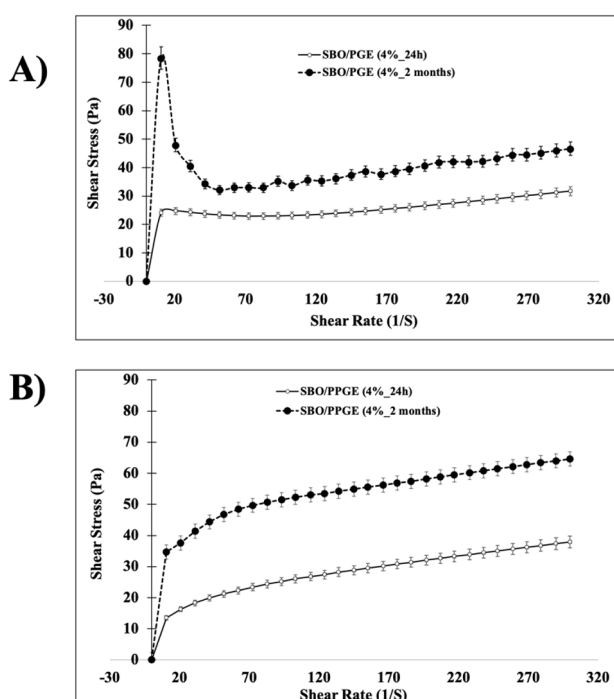 A)
90
80
70
60
50
40
30
20
10
0
Shear Stress (Pa)
SBO/PGE (4%_24h)
SBO/PGE (4%_2 months)
-30 20 70 120 170 220 270 320
Shear Rate (1/S)
B)
90
80
70
60
50
40
30
20
10
0
Shear Stress (Pa)
SBO/PPGE (4%_24h)
SBO/PPGE (4%_2 months)
-30 20 70 120 170 220 270 320
Shear Rate (1/S)